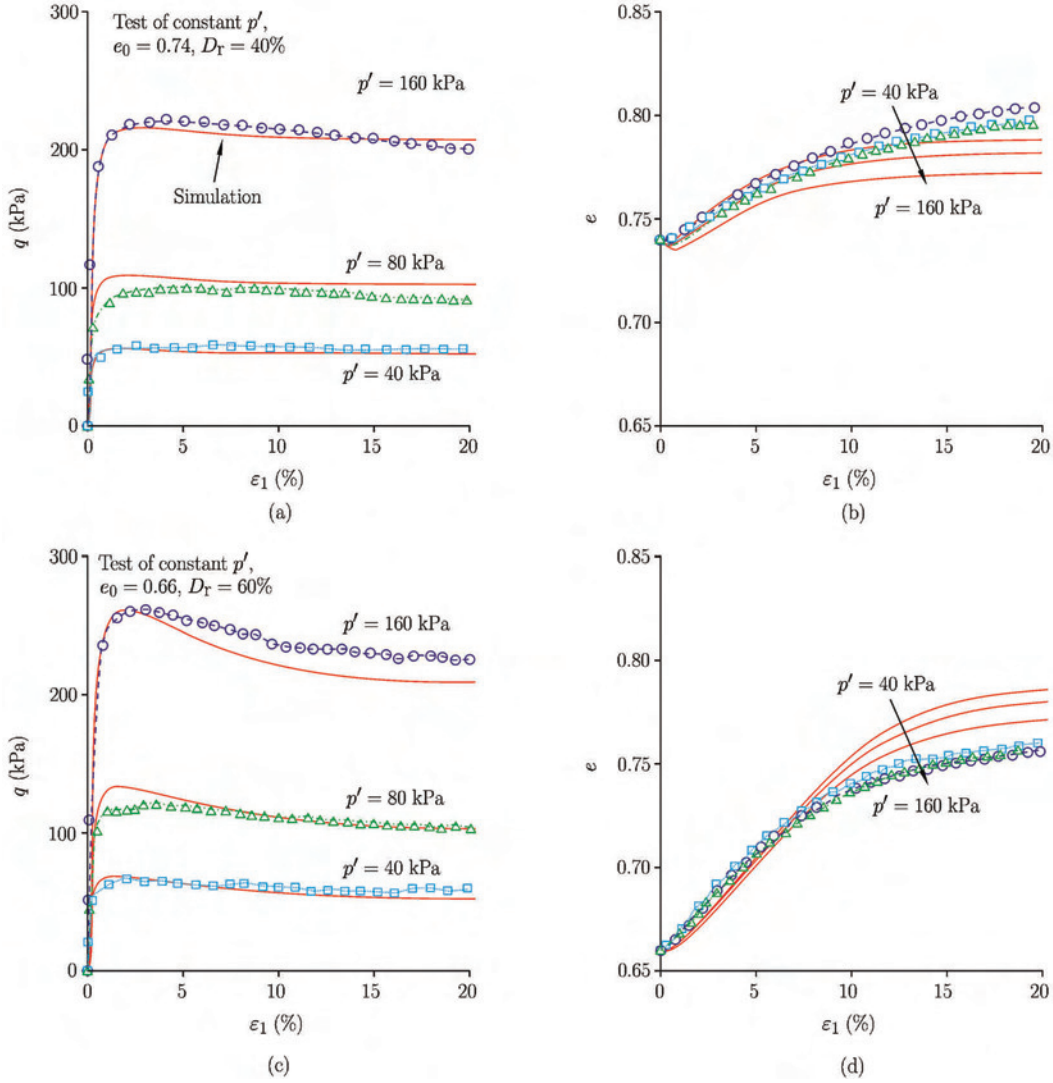 300
200
100
0
q (kPa)
Test of constant p′,
e0 = 0.74, Dr = 40%
p′ = 160 kPa
Simulation
p′ = 80 kPa
p′ = 40 kPa
0 5 10 15 20
ε1 (%)
(a)
0.85
0.80
0.75
0.70
0.65
e
p′ = 40 kPa
p′ = 160 kPa
0 5 10 15 20
ε1 (%)
(b)
300
200
100
0
q (kPa)
Test of constant p′,
e0 = 0.66, Dr = 60%
p′ = 160 kPa
p′ = 80 kPa
p′ = 40 kPa
0 5 10 15 20
ε1 (%)
(c)
0.85
0.80
0.75
0.70
0.65
e
p′ = 40 kPa
p′ = 160 kPa
0 5 10 15 20
ε1 (%)
(d)